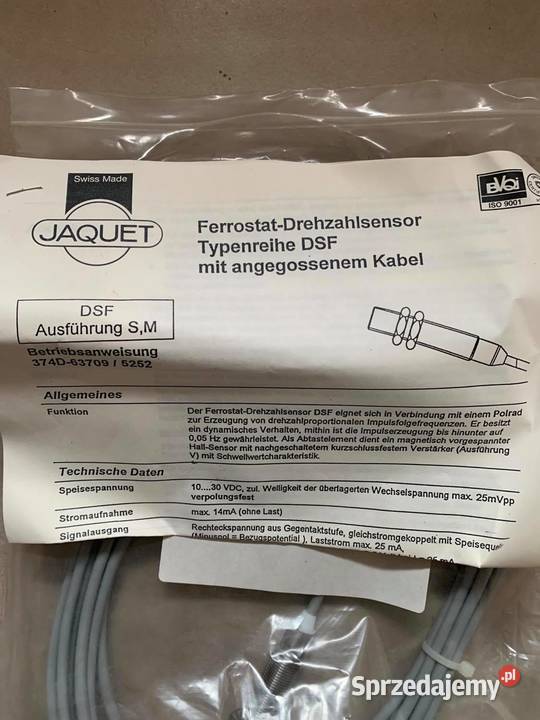 Swiss Made
JAQUET
BVQi
ISO 9001
Ferrostat-Drehzahlsensor
Typenreihe DSF
mit angegossenem Kabel
DSF
Ausführung S,M
Betriebsanweisung
374D-63709 / 5252
Allgemeines
Funktion
Der Ferrostat-Drehzahlsensor DSF eignet sich in Verbindung mit einem Polrad
zur Erzeugung von drehzahlproportionalen Impulsfolgefrequenzen. Er besitzt
ein dynamisches Verhalten, mithin ist die Impulserzeugung bis hinunter auf
0,05 Hz gewährleistet. Als Abtastelement dient ein magnetisch vorgespannter
Hall-Sensor mit nachgeschaltetem kurzschlussfestem Verstärker (Ausführung
V) mit Schwellwertcharakteristik.
Technische Daten
Speisespannung
10....30 VDC, zul. Welligkeit der überlagerten Wechselspannung max. 25mVpp
verpolungsfest
Stromaufnahme
max. 14mA (ohne Last)
Signalausgang
Rechteckspannung aus Gegentaktstufe, gleichstromgekoppelt mit Speisequel
(Minuspol = Bezugspotential ), Laststrom max. 25 mA,
Sprzedajemy.pl